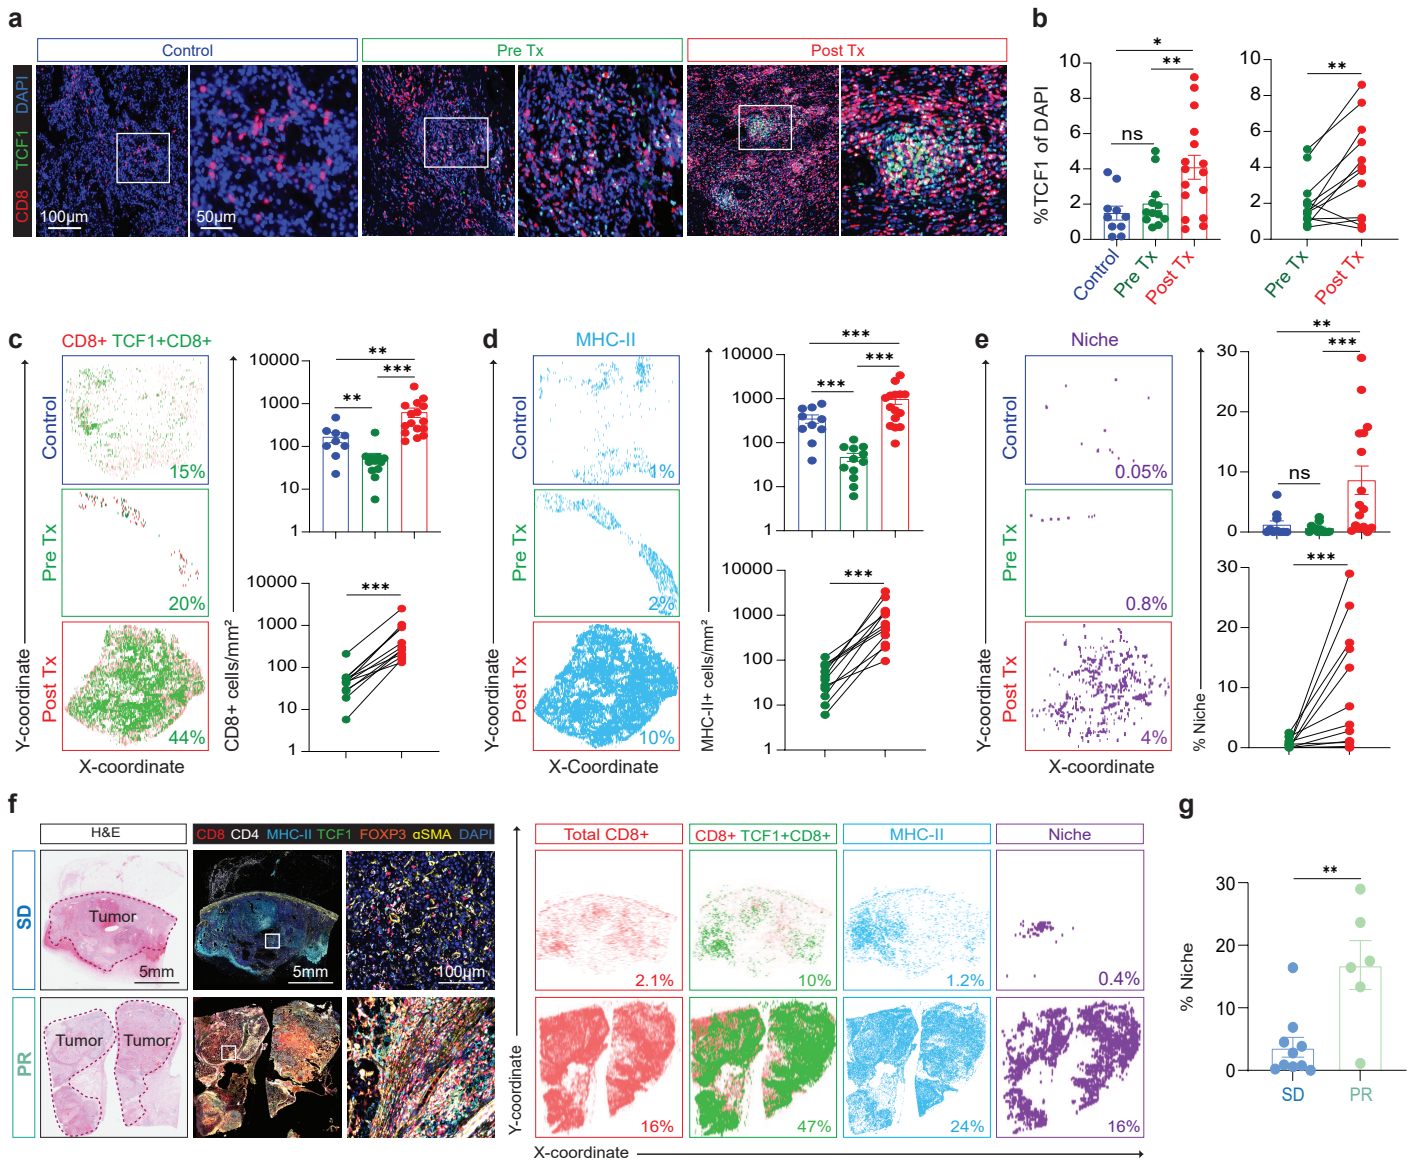 a
Control
Pre Tx
Post Tx
CD8 TCF1 DAPI
100µm
50µm
b
%TCF1 of DAPI
10
8
6
4
2
0
ns
*
**
Control
Pre Tx
Post Tx
10
8
6
4
2
0
**
Pre Tx
Post Tx
c
CD8+ TCF1+CD8+
Y-coordinate
Control
15%
Pre Tx
20%
Post Tx
44%
X-coordinate
CD8+ cells/mm²
10000
1000
100
10
1
**
***
**
10000
1000
100
10
1
***
d
MHC-II
Y-coordinate
Control
1%
Pre Tx
2%
Post Tx
10%
X-Coordinate
MHC-II+ cells/mm²
10000
1000
100
10
1
***
***
***
10000
1000
100
10
1
***
e
Niche
Y-coordinate
Control
0.05%
Pre Tx
0.8%
Post Tx
4%
X-coordinate
% Niche
30
20
10
0
**
***
ns
30
20
10
0
***
f
H&E
CD8 CD4 MHC-II TCF1 FOXP3 αSMA DAPI
SD
Tumor
5mm
5mm
100µm
PR
Tumor
Tumor
Y-coordinate
Total CD8+
CD8+ TCF1+CD8+
MHC-II
Niche
2.1%
10%
1.2%
0.4%
16%
47%
24%
16%
X-coordinate
g
% Niche
30
20
10
0
**
SD
PR